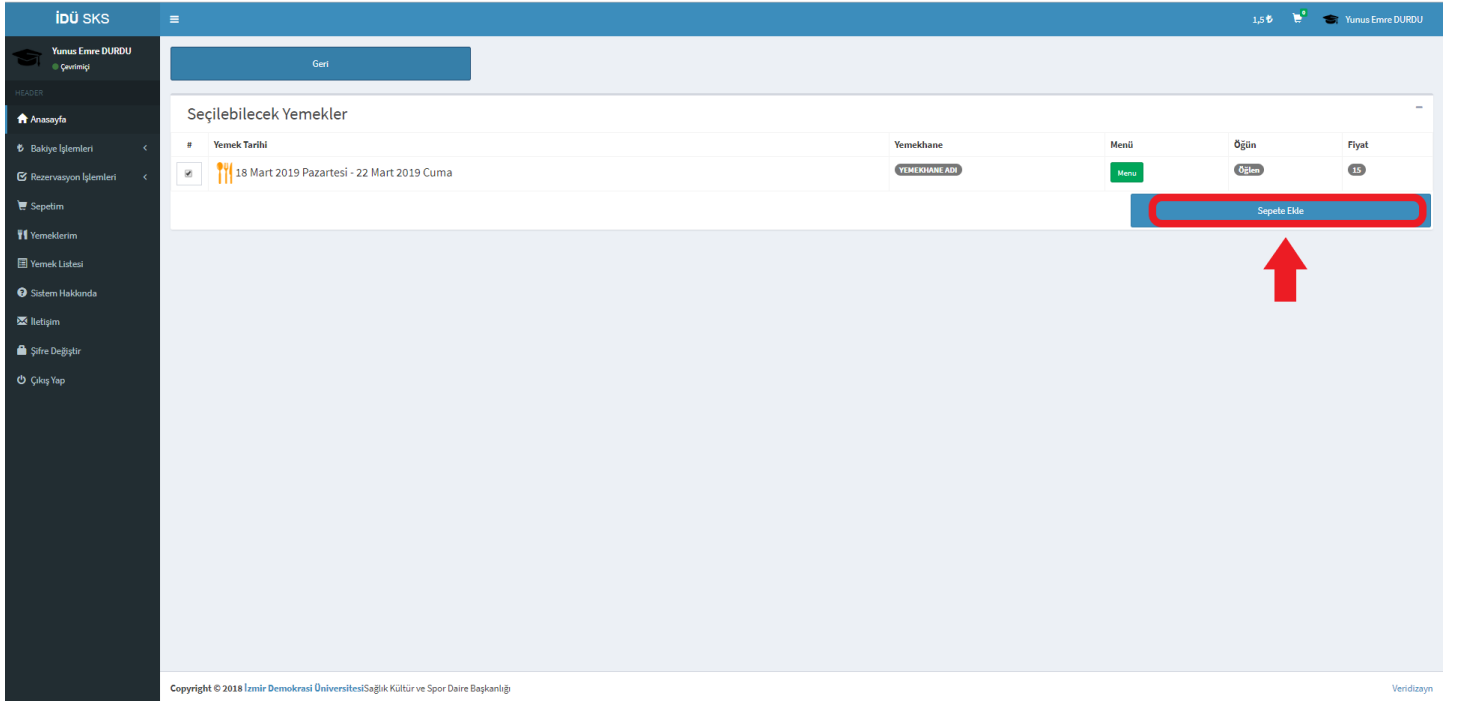 İDÜ SKS
1,5 ₺ 0 Yunus Emre DURDU
Yunus Emre DURDU
Çevrimiçi
HEADER
Anasayfa
Bakiye İşlemleri
Rezervasyon İşlemleri
Sepetim
Yemeklerim
Yemek Listesi
Sistem Hakkında
İletişim
Şifre Değiştir
Çıkış Yap
Geri
Seçilebilecek Yemekler
# Yemek Tarihi Yemekhane Menü Öğün Fiyat
18 Mart 2019 Pazartesi - 22 Mart 2019 Cuma YEMEKHANE ADI Menu Öğlen 15
Sepete Ekle
Copyright © 2018 İzmir Demokrasi ÜniversitesiSağlık Kültür ve Spor Daire Başkanlığı Veridizayn